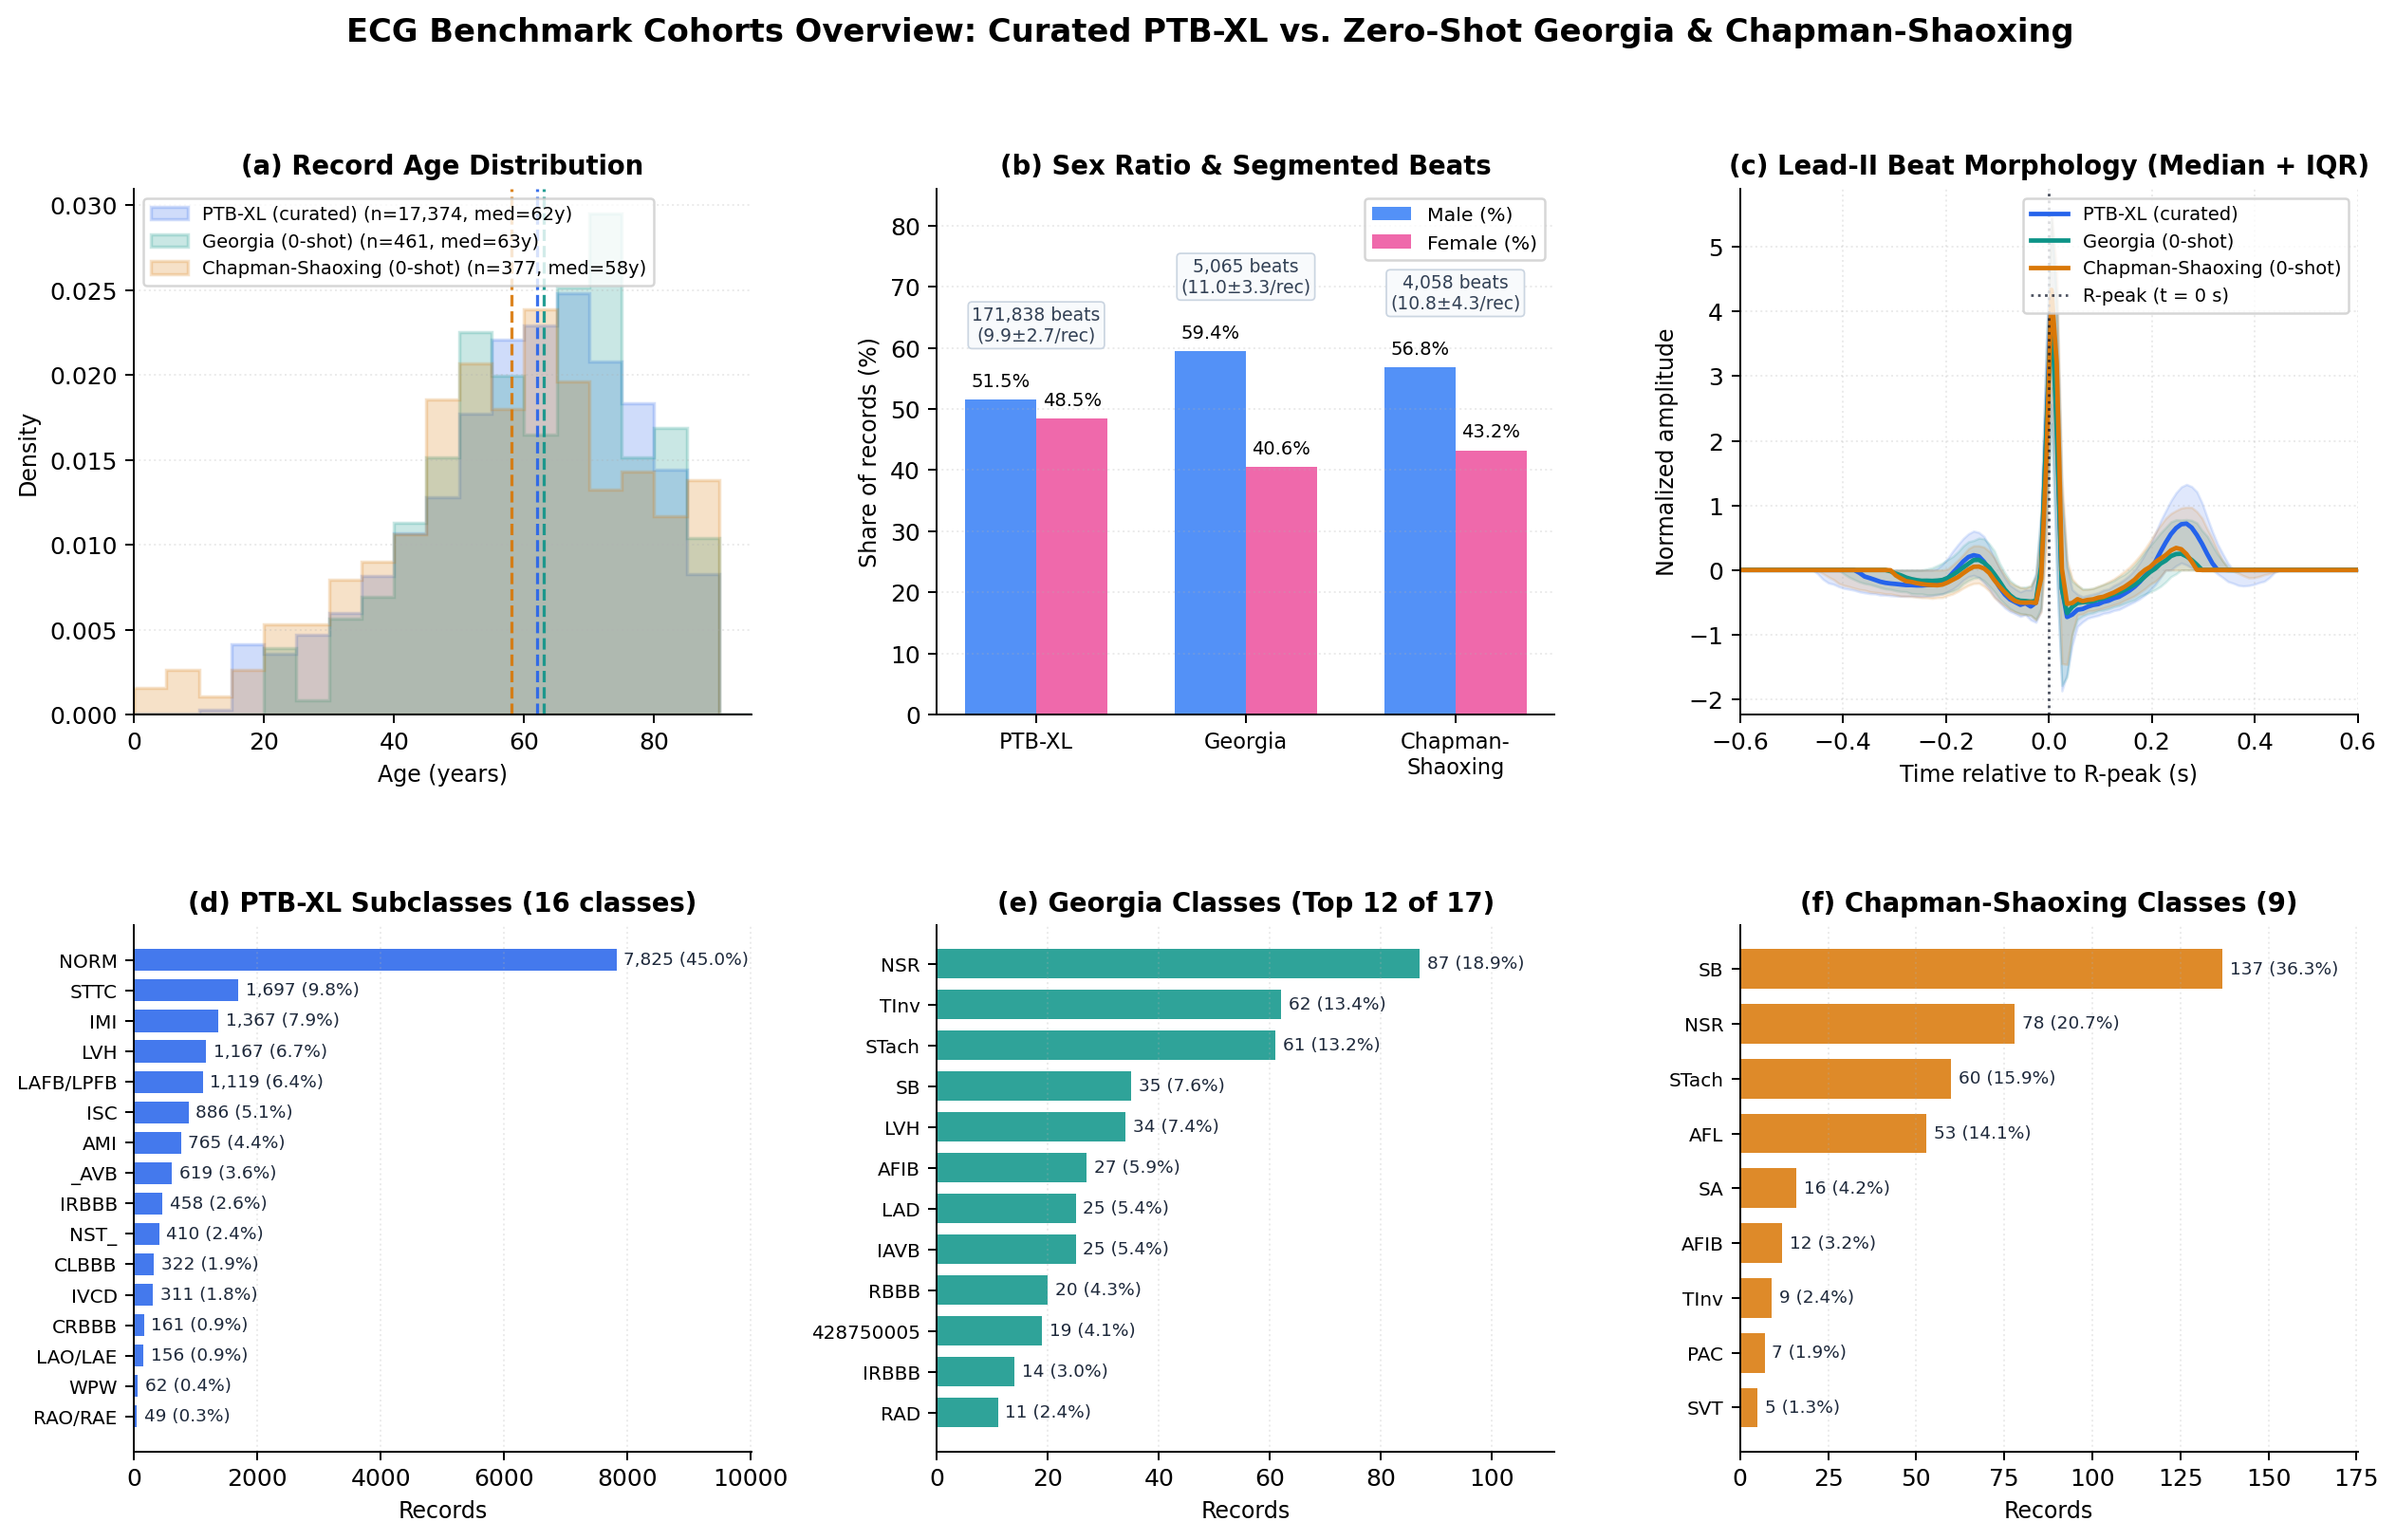 ECG Benchmark Cohorts Overview: Curated PTB-XL vs. Zero-Shot Georgia & Chapman-Shaoxing
(a) Record Age Distribution
PTB-XL (curated) (n=17,374, med=62y)
Georgia (0-shot) (n=461, med=63y)
Chapman-Shaoxing (0-shot) (n=377, med=58y)
Density
0.030
0.025
0.020
0.015
0.010
0.005
0.000
0 20 40 60 80
Age (years)
(b) Sex Ratio & Segmented Beats
Male (%)
Female (%)
Share of records (%)
80
70
60
50
40
30
20
10
0
171,838 beats
(9.9±2.7/rec)
5,065 beats
(11.0±3.3/rec)
4,058 beats
(10.8±4.3/rec)
51.5%
48.5%
59.4%
40.6%
56.8%
43.2%
PTB-XL
Georgia
Chapman-
Shaoxing
(c) Lead-II Beat Morphology (Median + IQR)
PTB-XL (curated)
Georgia (0-shot)
Chapman-Shaoxing (0-shot)
R-peak (t = 0 s)
Normalized amplitude
5
4
3
2
1
0
−1
−2
−0.6 −0.4 −0.2 0.0 0.2 0.4 0.6
Time relative to R-peak (s)
(d) PTB-XL Subclasses (16 classes)
NORM 7,825 (45.0%)
STTC 1,697 (9.8%)
IMI 1,367 (7.9%)
LVH 1,167 (6.7%)
LAFB/LPFB 1,119 (6.4%)
ISC 886 (5.1%)
AMI 765 (4.4%)
_AVB 619 (3.6%)
IRBBB 458 (2.6%)
NST_ 410 (2.4%)
CLBBB 322 (1.9%)
IVCD 311 (1.8%)
CRBBB 161 (0.9%)
LAO/LAE 156 (0.9%)
WPW 62 (0.4%)
RAO/RAE 49 (0.3%)
0 2000 4000 6000 8000 10000
Records
(e) Georgia Classes (Top 12 of 17)
NSR 87 (18.9%)
TInv 62 (13.4%)
STach 61 (13.2%)
SB 35 (7.6%)
LVH 34 (7.4%)
AFIB 27 (5.9%)
LAD 25 (5.4%)
IAVB 25 (5.4%)
RBBB 20 (4.3%)
428750005 19 (4.1%)
IRBBB 14 (3.0%)
RAD 11 (2.4%)
0 20 40 60 80 100
Records
(f) Chapman-Shaoxing Classes (9)
SB 137 (36.3%)
NSR 78 (20.7%)
STach 60 (15.9%)
AFL 53 (14.1%)
SA 16 (4.2%)
AFIB 12 (3.2%)
TInv 9 (2.4%)
PAC 7 (1.9%)
SVT 5 (1.3%)
0 25 50 75 100 125 150 175
Records